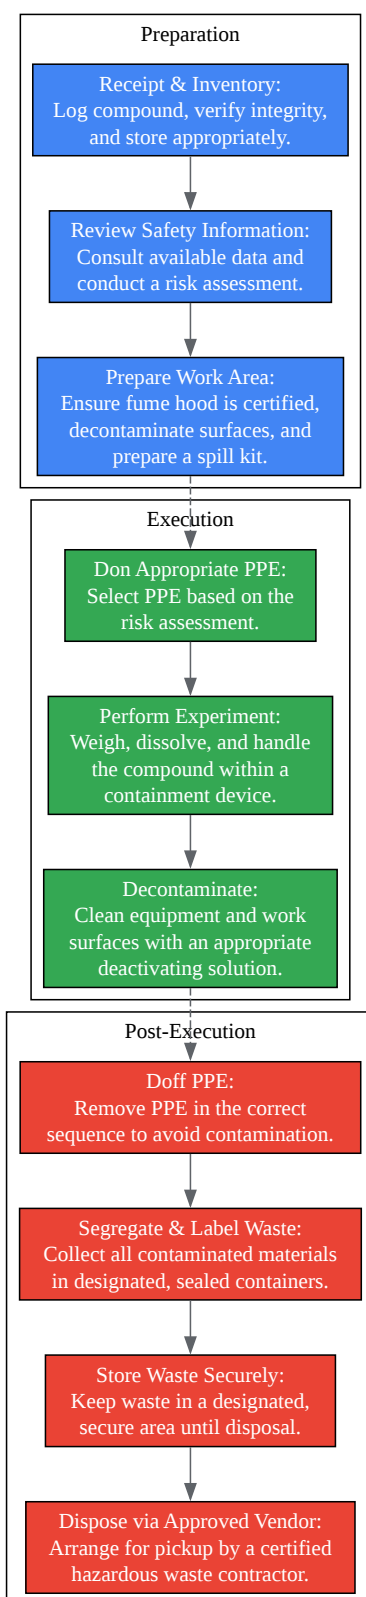 Preparation
Receipt & Inventory:
Log compound, verify integrity,
and store appropriately.
Review Safety Information:
Consult available data and
conduct a risk assessment.
Prepare Work Area:
Ensure fume hood is certified,
decontaminate surfaces, and
prepare a spill kit.
Execution
Don Appropriate PPE:
Select PPE based on the
risk assessment.
Perform Experiment:
Weigh, dissolve, and handle
the compound within a
containment device.
Decontaminate:
Clean equipment and work
surfaces with an appropriate
deactivating solution.
Post-Execution
Doff PPE:
Remove PPE in the correct
sequence to avoid contamination.
Segregate & Label Waste:
Collect all contaminated materials
in designated, sealed containers.
Store Waste Securely:
Keep waste in a designated,
secure area until disposal.
Dispose via Approved Vendor:
Arrange for pickup by a certified
hazardous waste contractor.